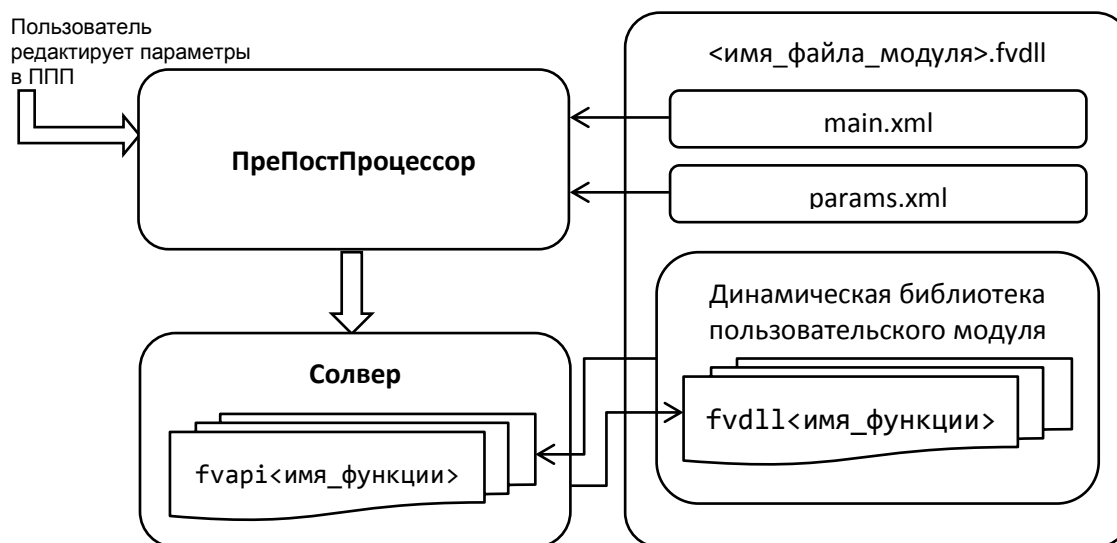 Пользователь
редактирует параметры
в ППП
ПреПостПроцессор
Солвер
fvapi<имя_функции>
<имя_файла_модуля>.fvdll
main.xml
params.xml
Динамическая библиотека
пользовательского модуля
fvdll<имя_функции>